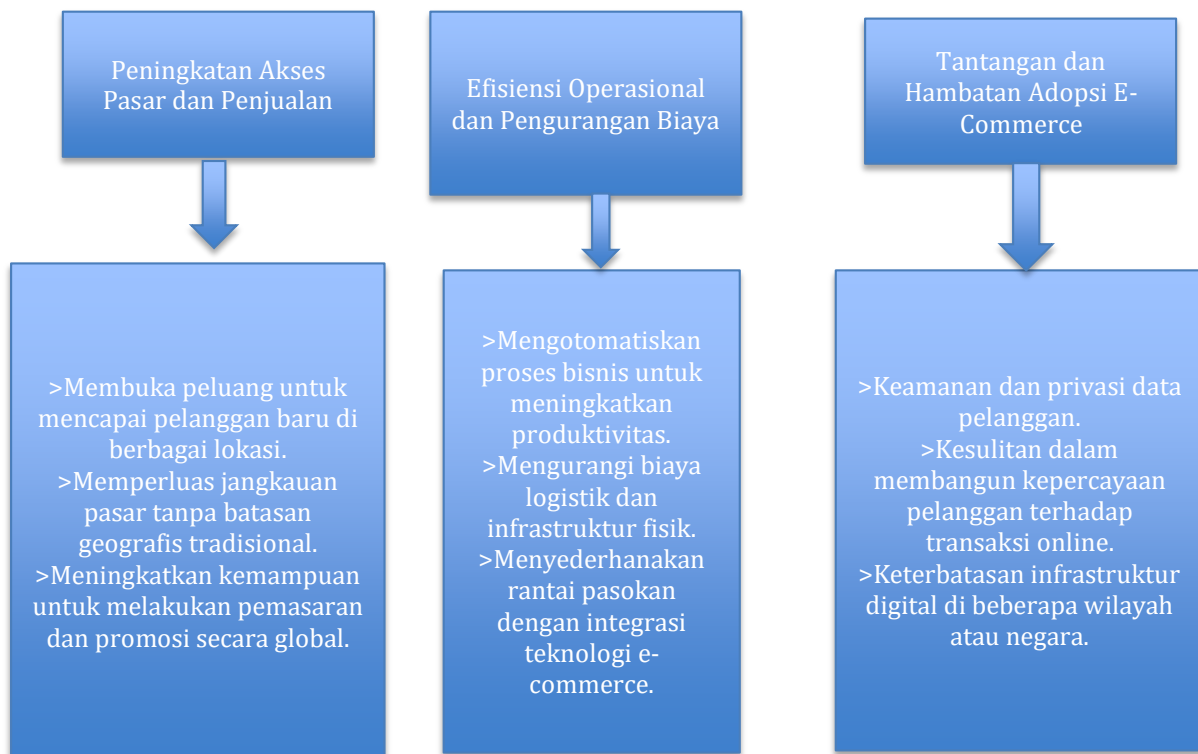 Peningkatan Akses
Pasar dan Penjualan
Efisiensi Operasional
dan Pengurangan Biaya
Tantangan dan
Hambatan Adopsi E-
Commerce
>Membuka peluang untuk
mencapai pelanggan baru di
berbagai lokasi.
>Memperluas jangkauan
pasar tanpa batasan
geografis tradisional.
>Meningkatkan kemampuan
untuk melakukan pemasaran
dan promosi secara global.
>Mengotomatiskan
proses bisnis untuk
meningkatkan
produktivitas.
>Mengurangi biaya
logistik dan
infrastruktur fisik.
>Menyederhanakan
rantai pasokan
dengan integrasi
teknologi e-
commerce.
>Keamanan dan privasi data
pelanggan.
>Kesulitan dalam
membangun kepercayaan
pelanggan terhadap
transaksi online.
>Keterbatasan infrastruktur
digital di beberapa wilayah
atau negara.